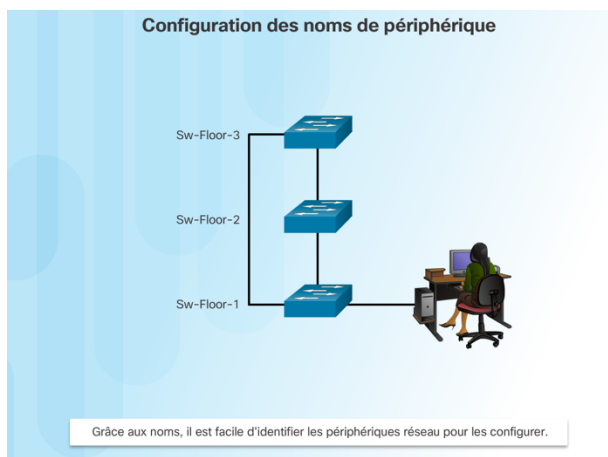 Configuration des noms de périphérique
Sw-Floor-3
Sw-Floor-2
Sw-Floor-1
Grâce aux noms, il est facile d'identifier les périphériques réseau pour les configurer.